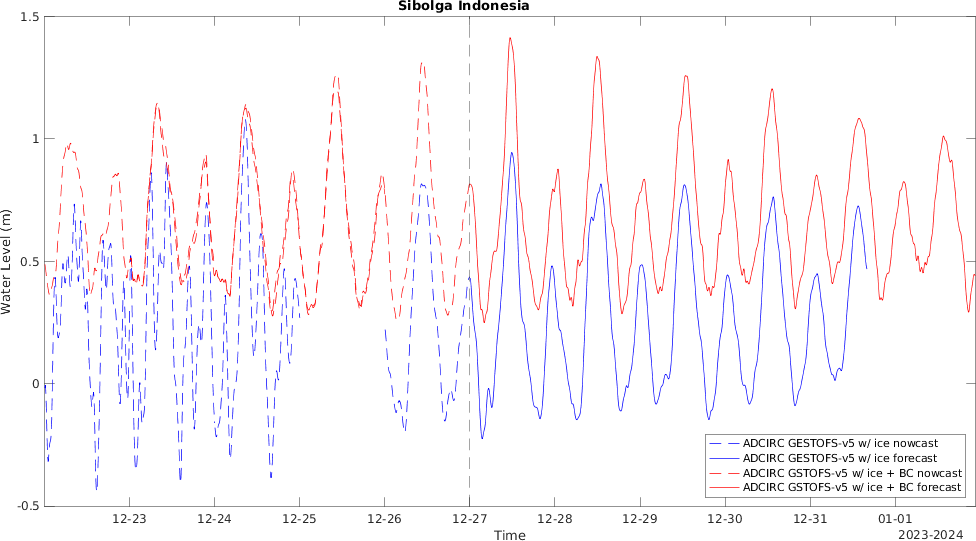 Sibolga Indonesia
1.5
1
0.5
0
-0.5
Water Level (m)
12-23 12-24 12-25 12-26 12-27 12-28 12-29 12-30 12-31 01-01
Time
2023-2024
ADCIRC GESTOFS-v5 w/ ice nowcast
ADCIRC GESTOFS-v5 w/ ice forecast
ADCIRC GSTOFS-v5 w/ ice + BC nowcast
ADCIRC GSTOFS-v5 w/ ice + BC forecast